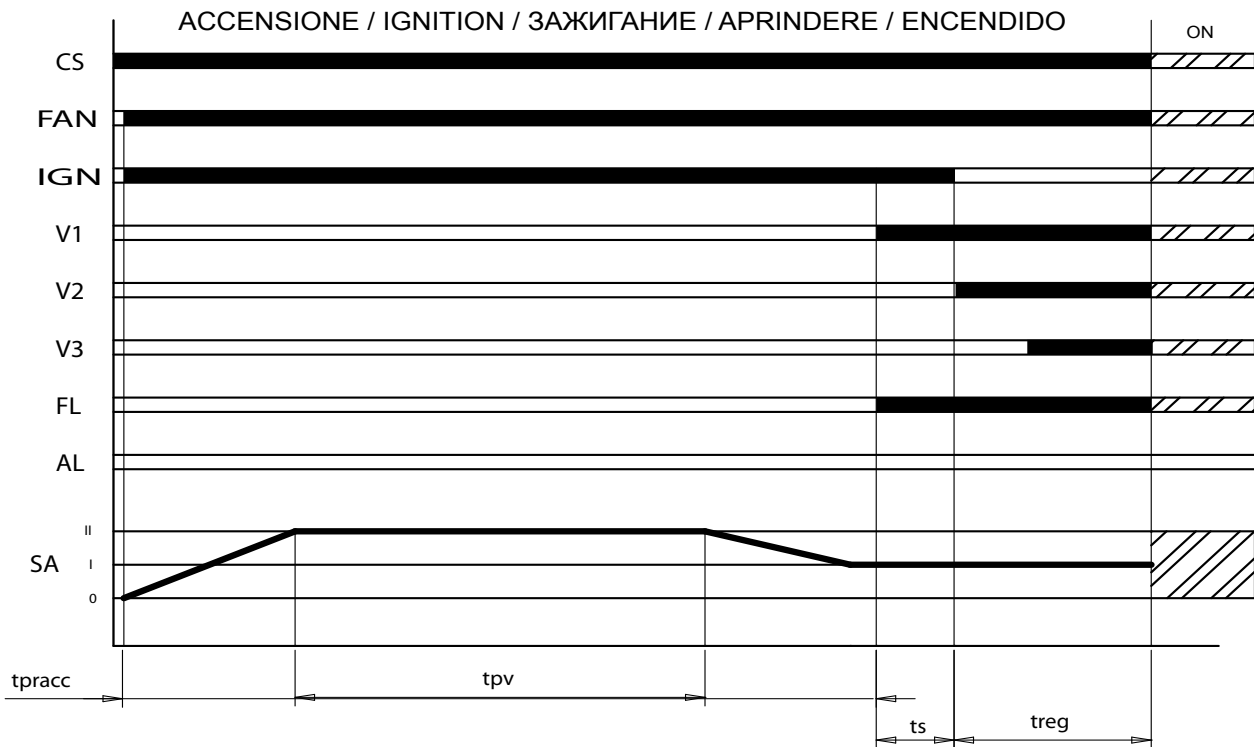 ACCENSIONE / IGNITION / ЗАЖИГАНИЕ / APRINDERE / ENCENDIDO
ON
CS
FAN
IGN
V1
V2
V3
FL
AL
II
SA I
0
tpracc
tpv
ts
treg